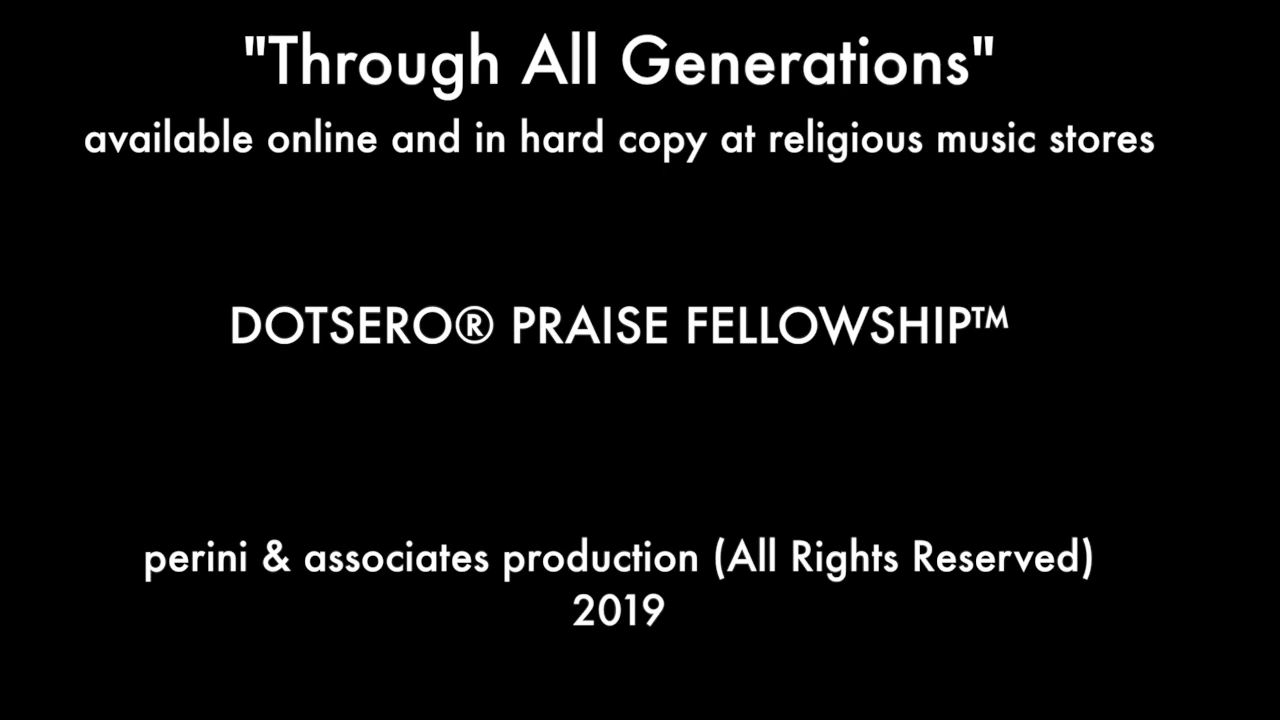 "Through All Generations"
available online and in hard copy at religious music stores
DOTSERO® PRAISE FELLOWSHIP™
perini & associates production (All Rights Reserved)
2019